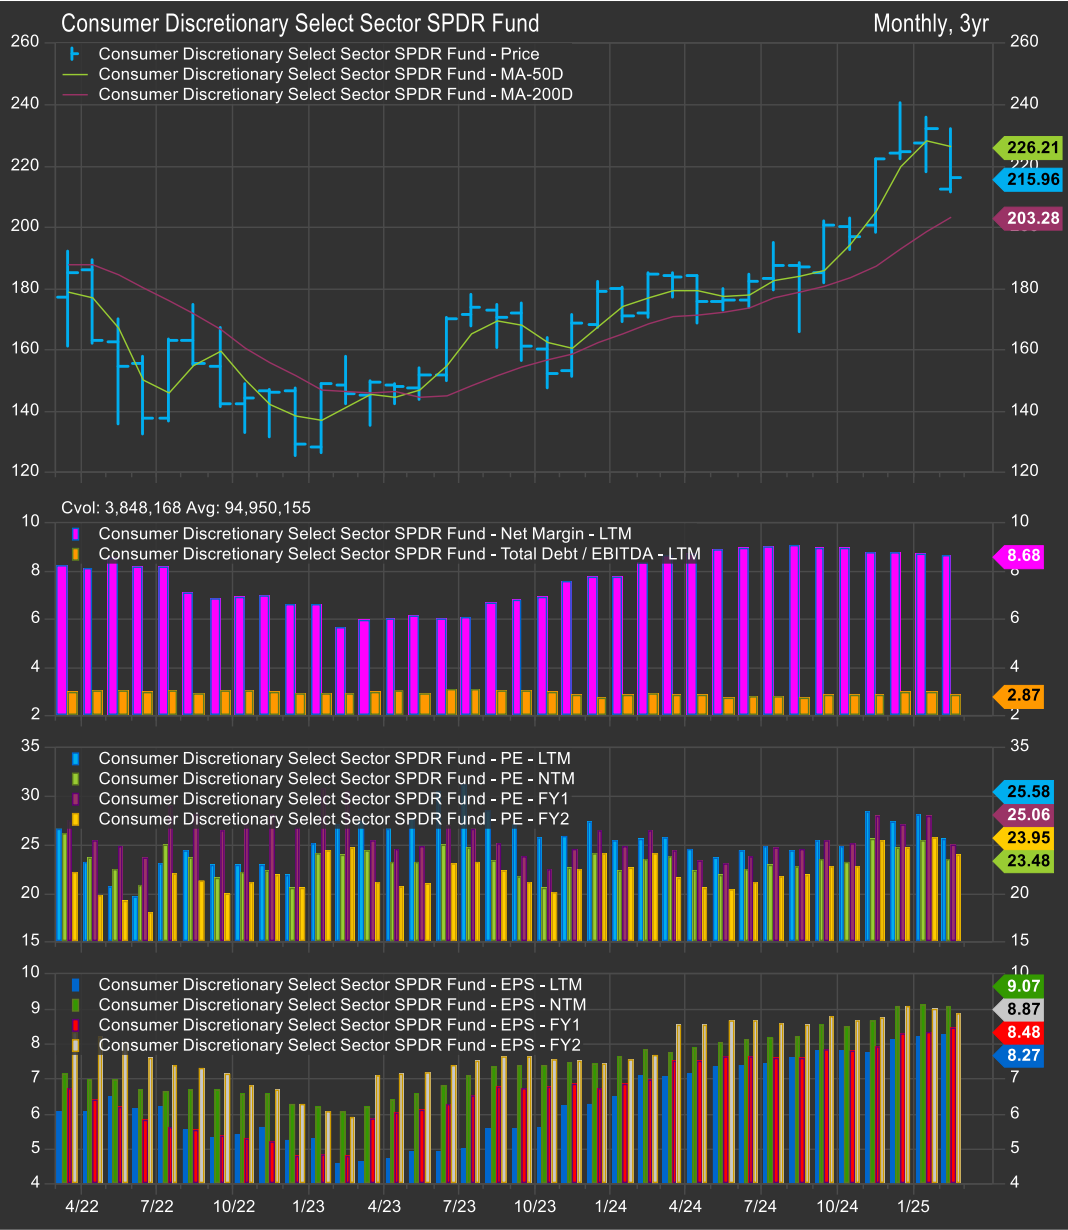 Consumer Discretionary Select Sector SPDR Fund Monthly, 3yr
260 260
Consumer Discretionary Select Sector SPDR Fund - Price
Consumer Discretionary Select Sector SPDR Fund - MA-50D
Consumer Discretionary Select Sector SPDR Fund - MA-200D
240 240
226.21
220 220
215.96
203.28
200 200
180 180
160 160
140 140
120 120
Cvol: 3,848,168 Avg: 94,950,155
10 10
Consumer Discretionary Select Sector SPDR Fund - Net Margin - LTM
Consumer Discretionary Select Sector SPDR Fund - Total Debt / EBITDA - LTM
8.68
8 8
6 6
4 4
2.87
2 2
35 35
Consumer Discretionary Select Sector SPDR Fund - PE - LTM
Consumer Discretionary Select Sector SPDR Fund - PE - NTM
Consumer Discretionary Select Sector SPDR Fund - PE - FY1
Consumer Discretionary Select Sector SPDR Fund - PE - FY2
30
25.58
25.06
23.95
25
23.48
20 20
15 15
10 10
Consumer Discretionary Select Sector SPDR Fund - EPS - LTM
Consumer Discretionary Select Sector SPDR Fund - EPS - NTM
Consumer Discretionary Select Sector SPDR Fund - EPS - FY1
Consumer Discretionary Select Sector SPDR Fund - EPS - FY2
9.07
9
8.87
8.48
8
8.27
7 7
6 6
5 5
4 4
4/22 7/22 10/22 1/23 4/23 7/23 10/23 1/24 4/24 7/24 10/24 1/25